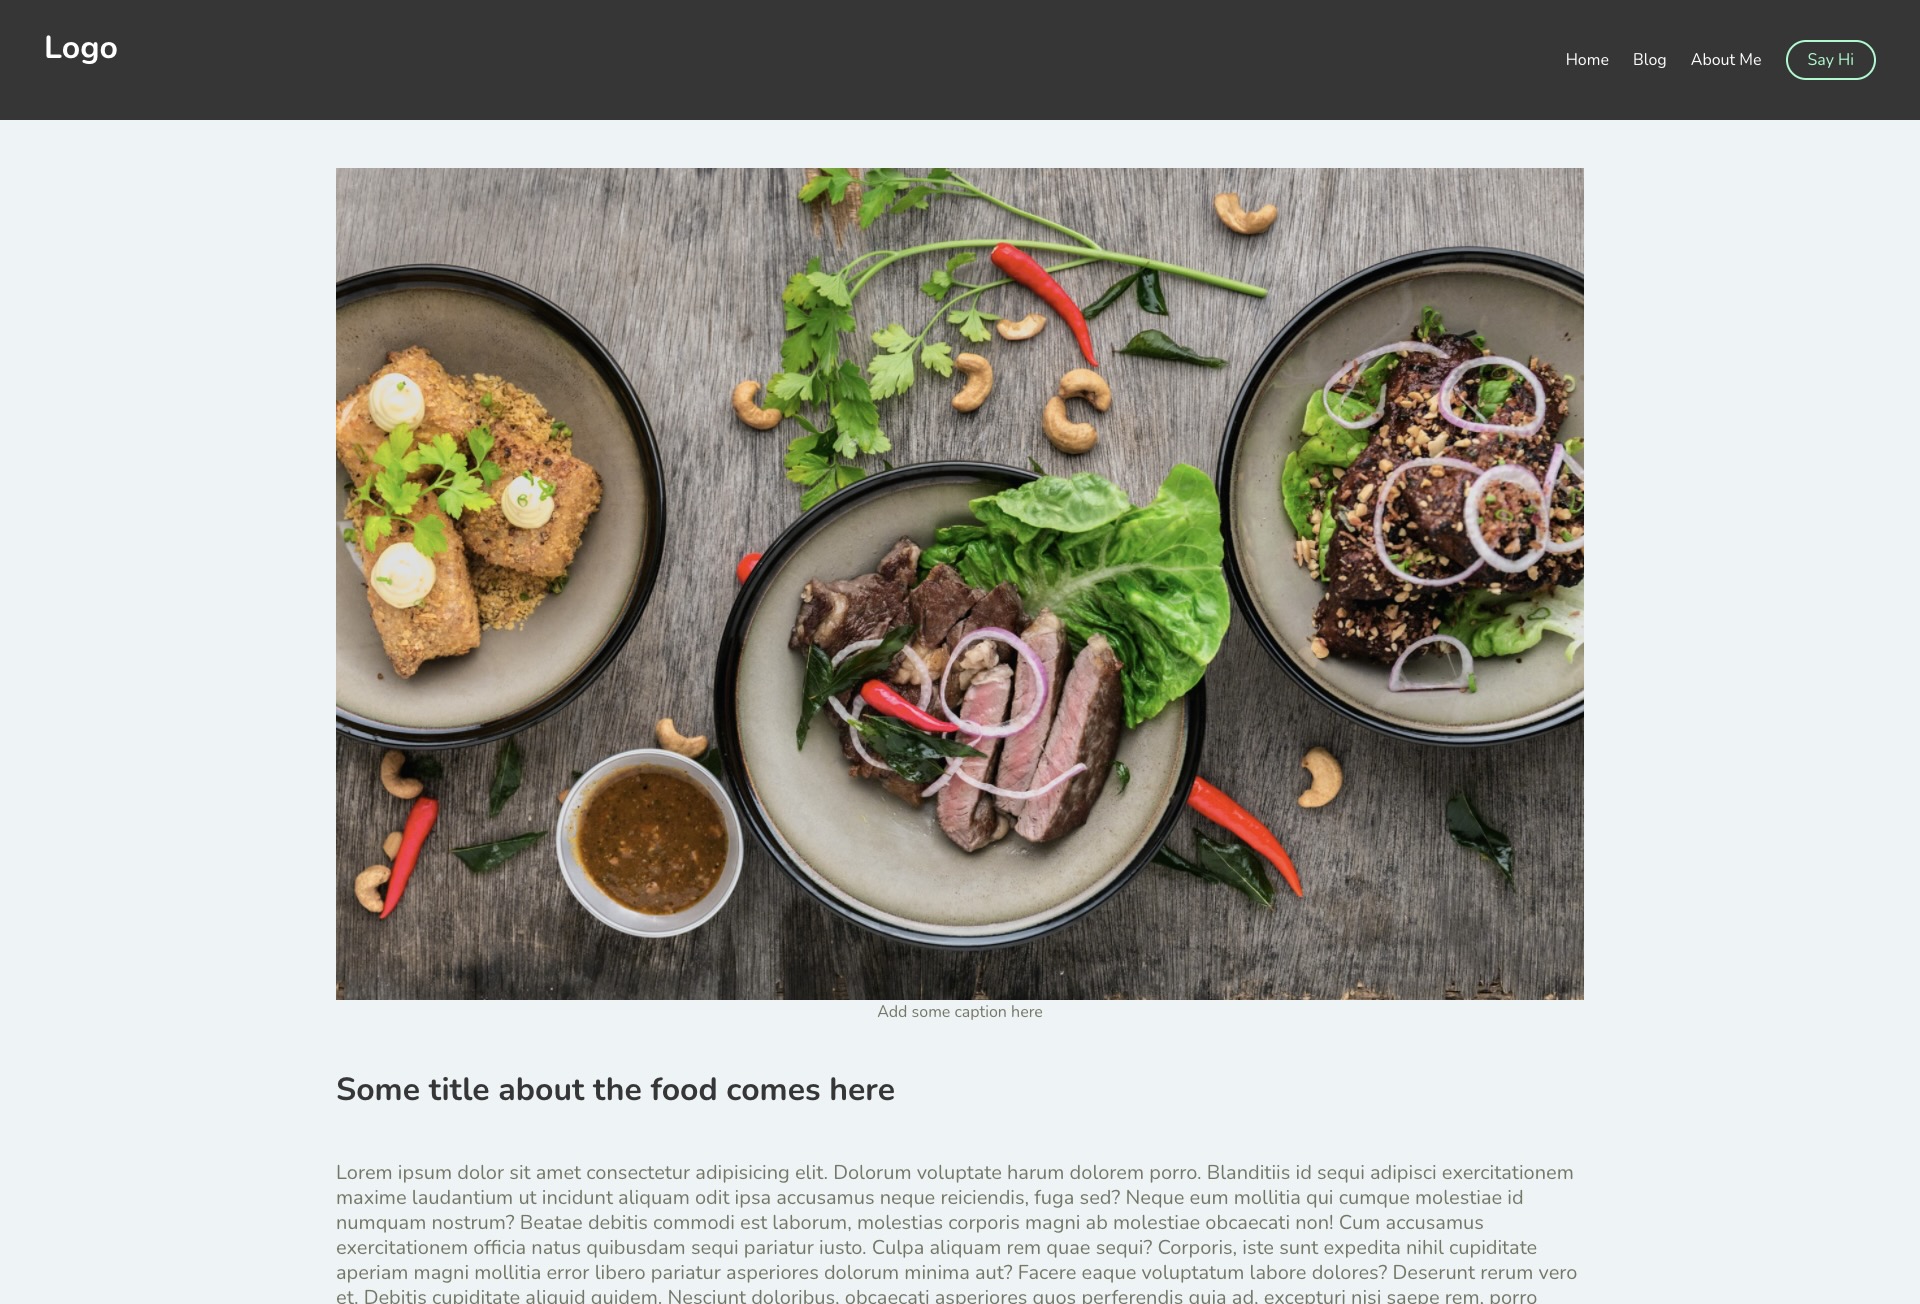 Logo
Home Blog About Me Say Hi
Add some caption here
Some title about the food comes here
Lorem ipsum dolor sit amet consectetur adipisicing elit. Dolorum voluptate harum dolorem porro. Blanditiis id sequi adipisci exercitationem
maxime laudantium ut incidunt aliquam odit ipsa accusamus neque reiciendis, fuga sed? Neque eum mollitia qui cumque molestiae id
numquam nostrum? Beatae debitis commodi est laborum, molestias corporis magni ab molestiae obcaecati non! Cum accusamus
exercitationem officia natus quibusdam sequi pariatur iusto. Culpa aliquam rem quae sequi? Corporis, iste sunt expedita nihil cupiditate
aperiam magni mollitia error libero pariatur asperiores dolorum minima aut? Facere eaque voluptatum labore dolores? Deserunt rerum vero
et. Debitis cupiditate aliquid quidem. Nesciunt doloribus, obcaecati asperiores quos perferendis quia ad, excepturi nisi saepe rem, porro